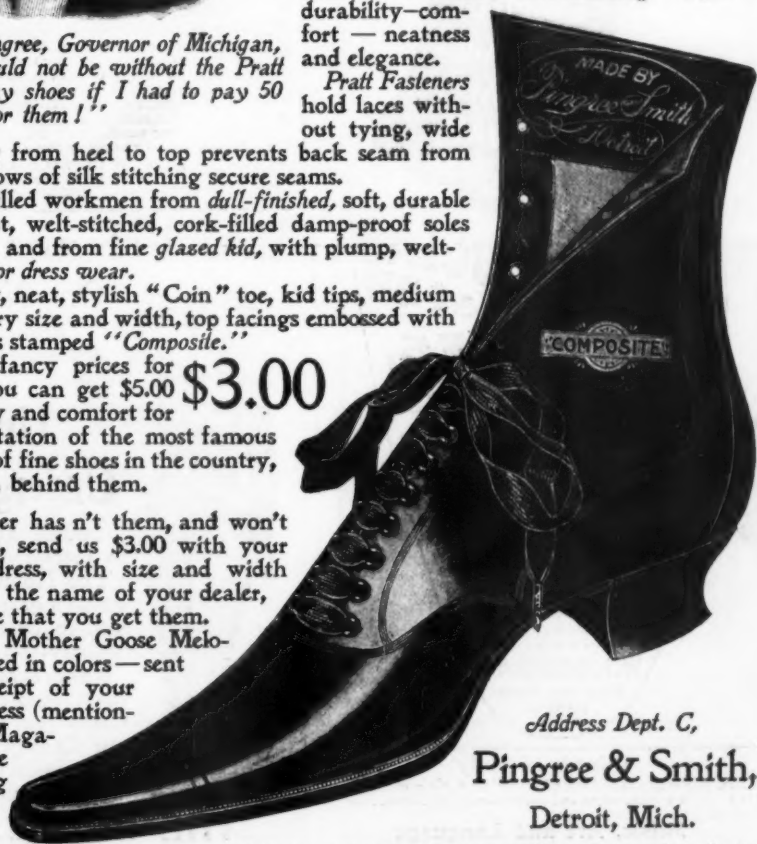 durability—com-
fort — neatness
and elegance.
Pratt Fasteners
hold laces with-
out tying, wide
ngree, Governor of Michigan,
uld not be without the Pratt
y shoes if I had to pay 50
or them!"
from heel to top prevents back seam from
ows of silk stitching secure seams.
lled workmen from dull-finished, soft, durable
t, welt-stitched, cork-filled damp-proof soles
and from fine glazed kid, with plump, welt-
or dress wear.
, neat, stylish "Coin" toe, kid tips, medium
ry size and width, top facings embossed with
s stamped "Composite."
fancy prices for
ou can get $5.00
y and comfort for
$3.00
tation of the most famous
of fine shoes in the country,
behind them.
er has n't them, and won't
, send us $3.00 with your
dress, with size and width
the name of your dealer,
e that you get them.
Mother Goose Melo-
ed in colors—sent
eipt of your
ess (mention-
Maga-
e
g
MADE BY
Pingree & Smith
Detroit
"COMPOSITE"
Address Dept. C,
Pingree & Smith,
Detroit, Mich.